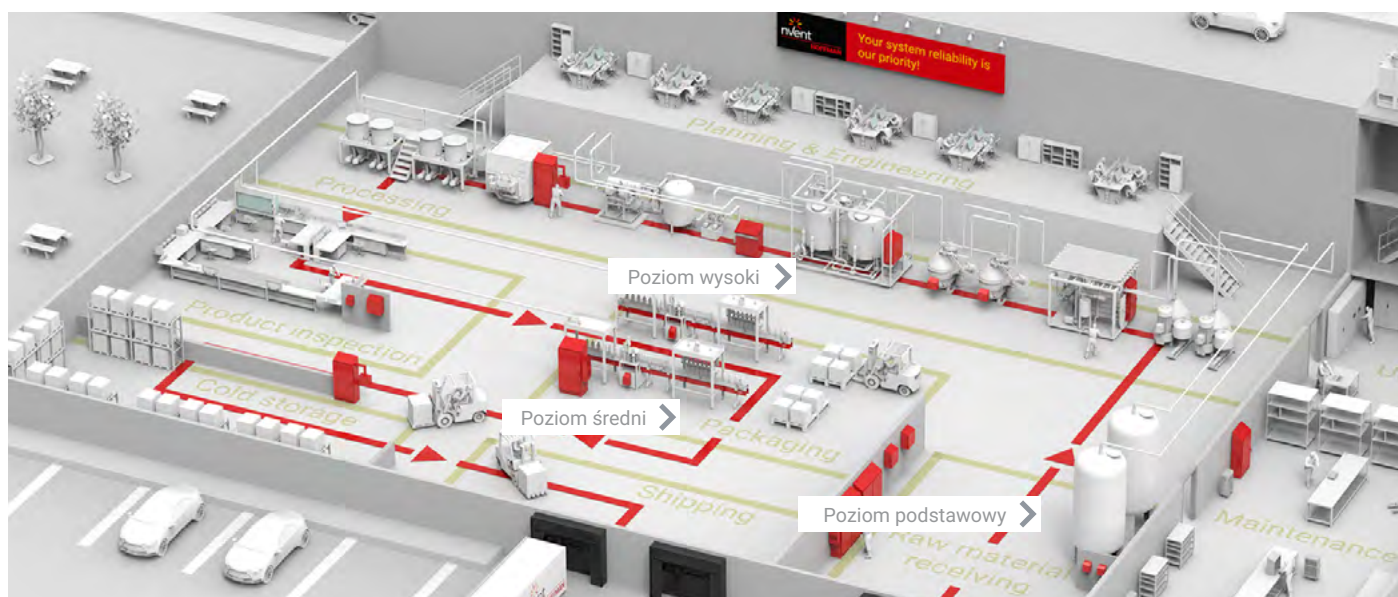 nVent
HOFFMAN
Your system reliability is
our priority!
Planning & Engineering
Processing
Poziom wysoki
Product inspection
Cold storage
Poziom średni
Packaging
Shipping
Poziom podstawowy
Raw material
receiving
Maintenance
U